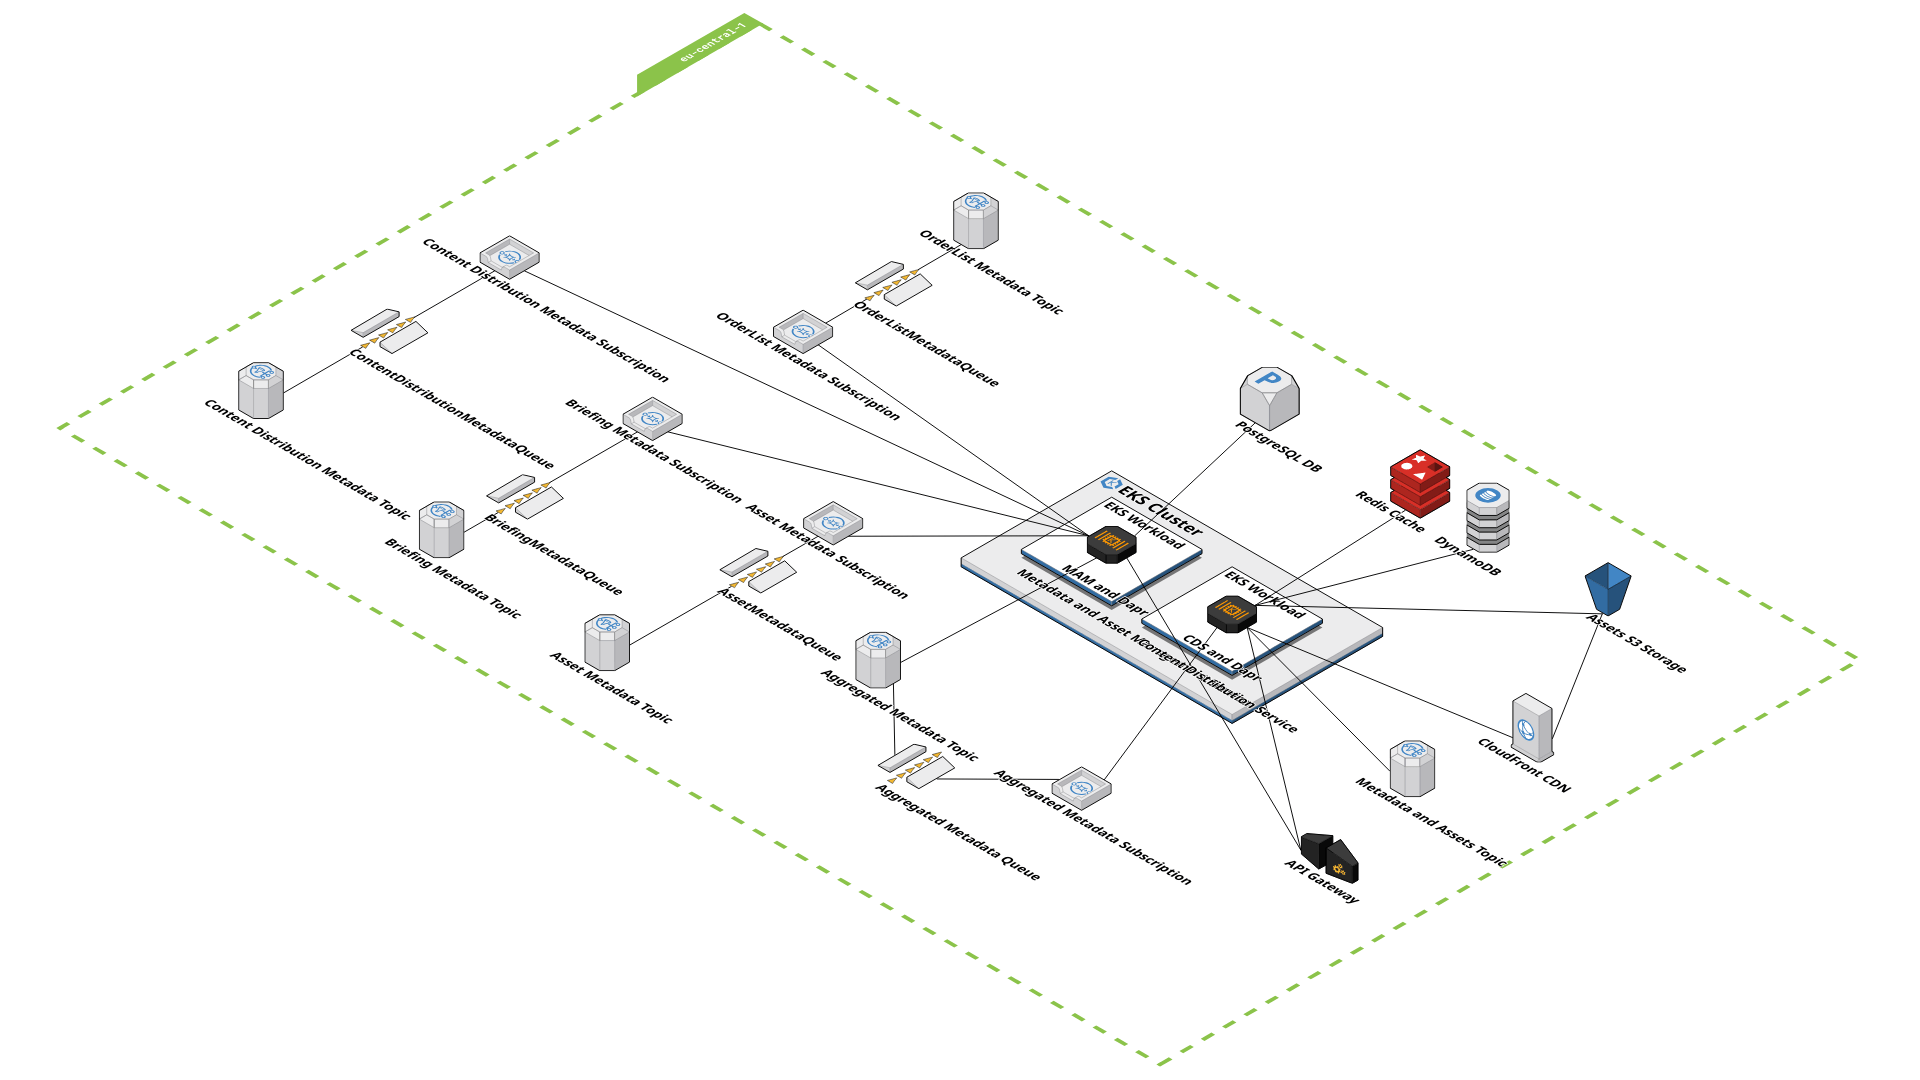 eu-central-1
OrderList Metadata Topic
Content Distribution Metadata Subscription
OrderListMetadataQueue
OrderList Metadata Subscription
ContentDistributionMetadataQueue
Content Distribution Metadata Topic
Briefing Metadata Subscription
BriefingMetadataQueue
Briefing Metadata Topic
PostgreSQL DB
Redis Cache
DynamoDB
EKS Cluster
EKS Workload
MAM and Dapr
Metadata and Asset
EKS Workload
CDS and Dapr
Content Distribution Service
Asset Metadata Subscription
AssetMetadataQueue
Asset Metadata Topic
Assets S3 Storage
Aggregated Metadata Topic
Aggregated Metadata Queue
Aggregated Metadata Subscription
CloudFront CDN
Metadata and Assets Topic
API Gateway